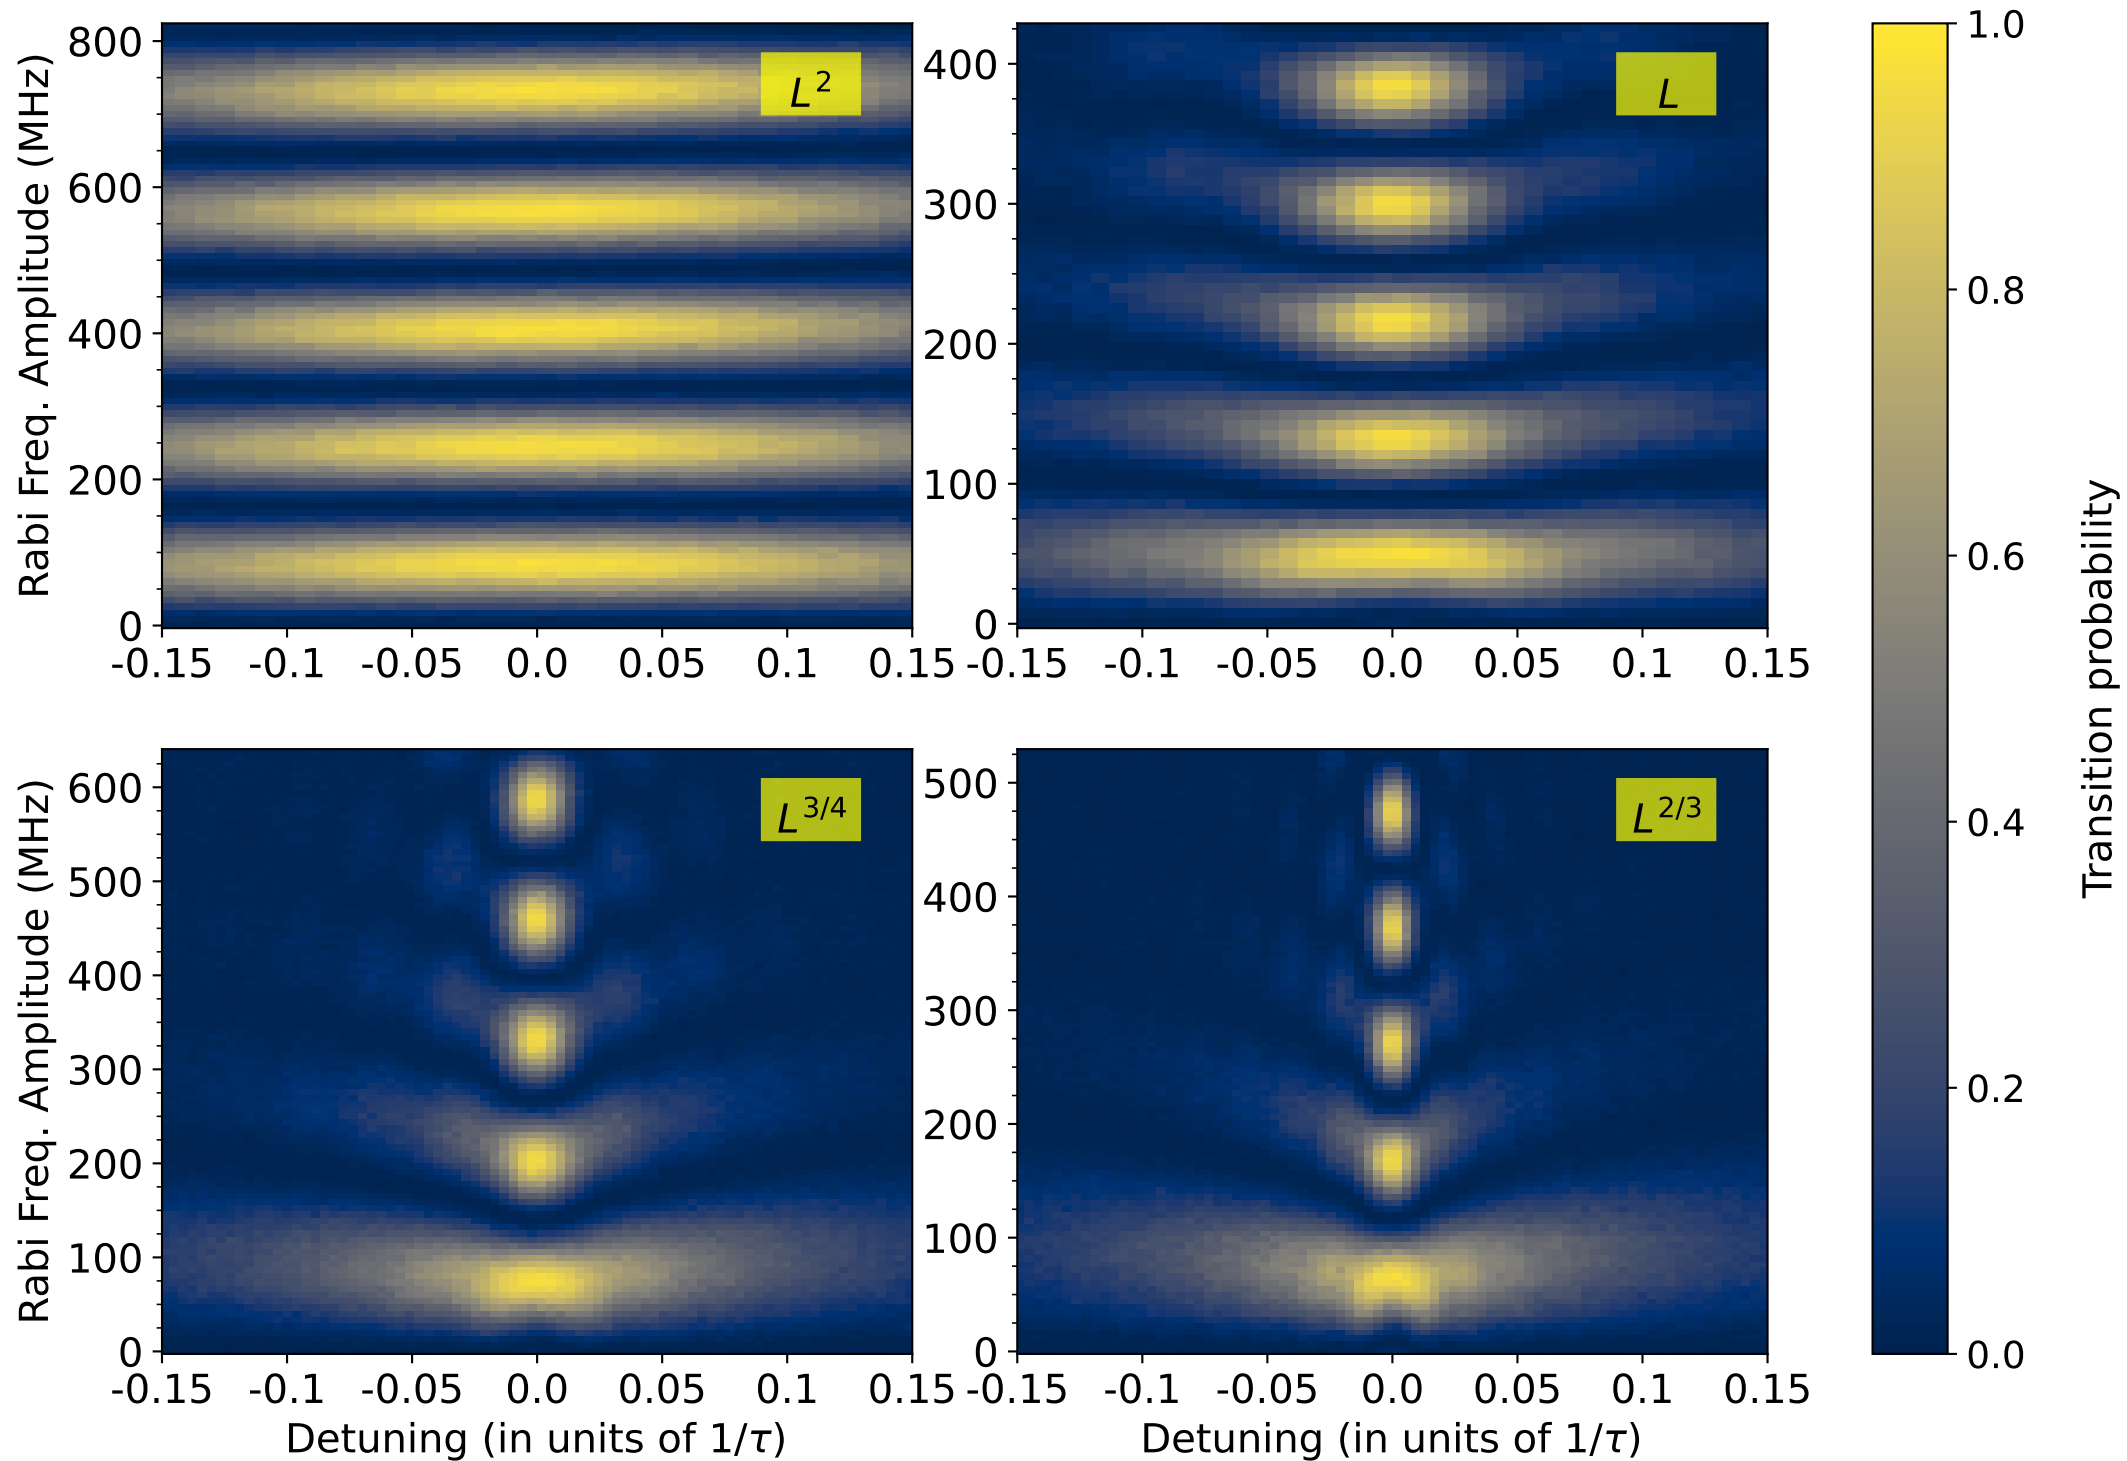 Rabi Freq. Amplitude (MHz)
800
600
400
200
0
-0.15 -0.1 -0.05 0.0 0.05 0.1 0.15
L²
400
300
200
100
0
-0.15 -0.1 -0.05 0.0 0.05 0.1 0.15
L
Rabi Freq. Amplitude (MHz)
600
500
400
300
200
100
0
-0.15 -0.1 -0.05 0.0 0.05 0.1 0.15
Detuning (in units of 1/τ)
L^{3/4}
500
400
300
200
100
0
-0.15 -0.1 -0.05 0.0 0.05 0.1 0.15
Detuning (in units of 1/τ)
L^{2/3}
1.0
0.8
0.6
0.4
0.2
0.0
Transition probability